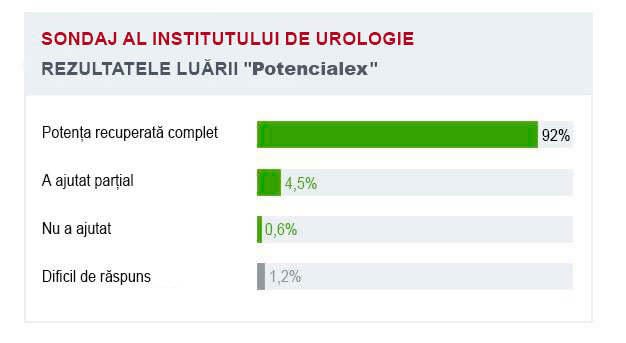 SONDAJ AL INSTITUTULUI DE UROLOGIE
REZULTATELE LUĂRII "Potencialex"
Potența recuperată complet 92%
A ajutat parțial 4,5%
Nu a ajutat 0,6%
Dificil de răspuns 1,2%